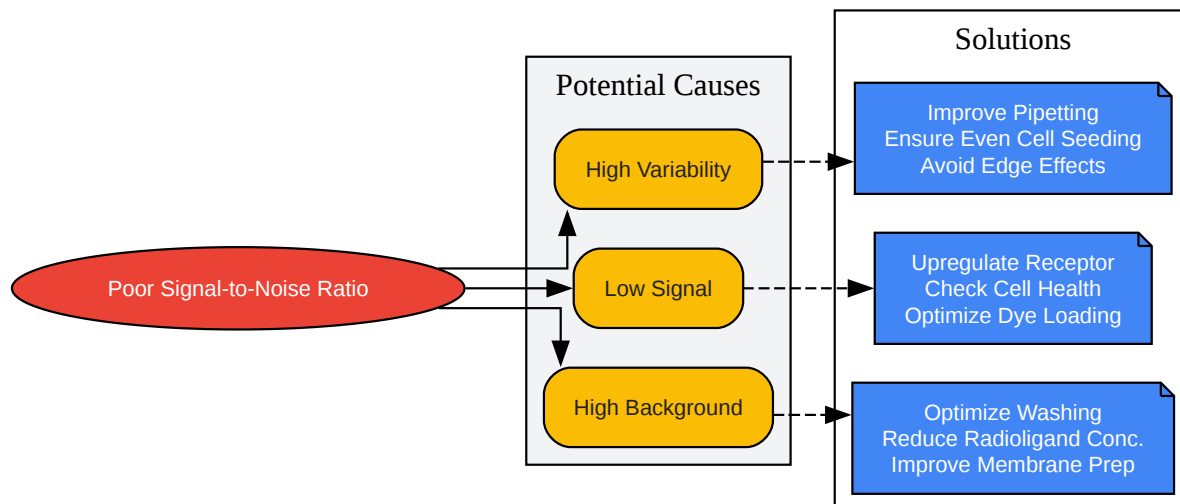 Poor Signal-to-Noise Ratio
Potential Causes
High Variability
Low Signal
High Background
Solutions
Improve Pipetting
Ensure Even Cell Seeding
Avoid Edge Effects
Upregulate Receptor
Check Cell Health
Optimize Dye Loading
Optimize Washing
Reduce Radioligand Conc.
Improve Membrane Prep